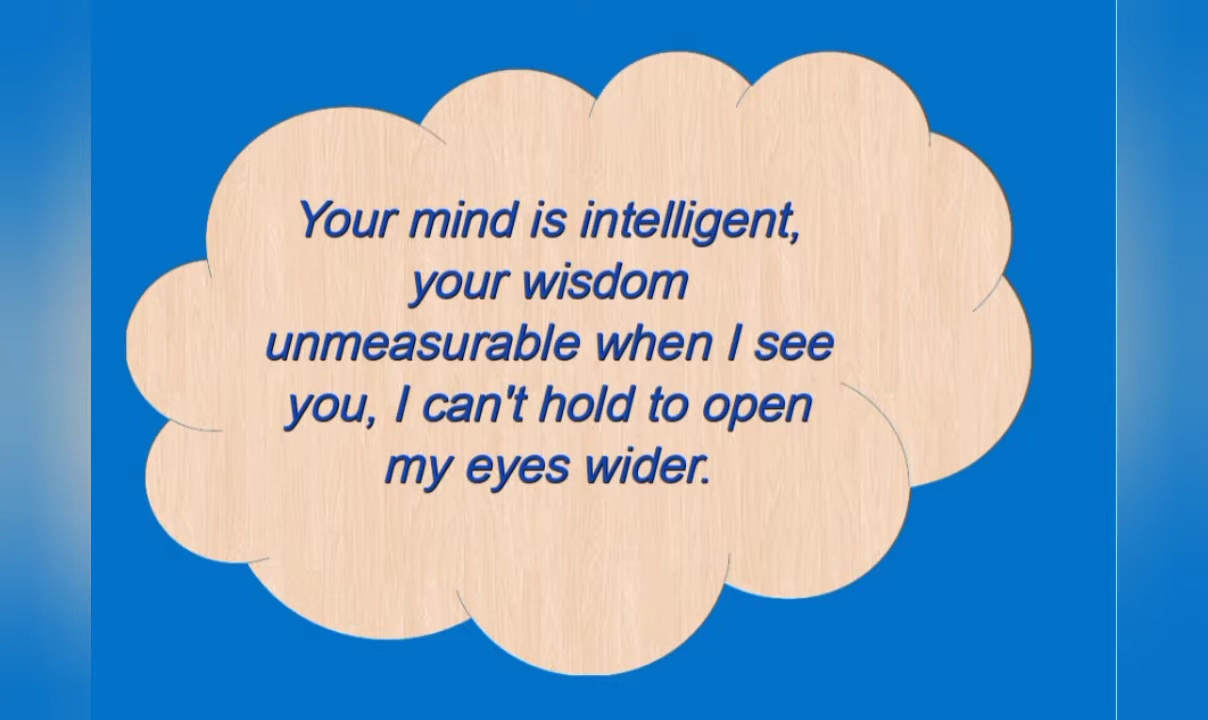 Your mind is intelligent,
your wisdom
unmeasurable when I see
you, I can't hold to open
my eyes wider.